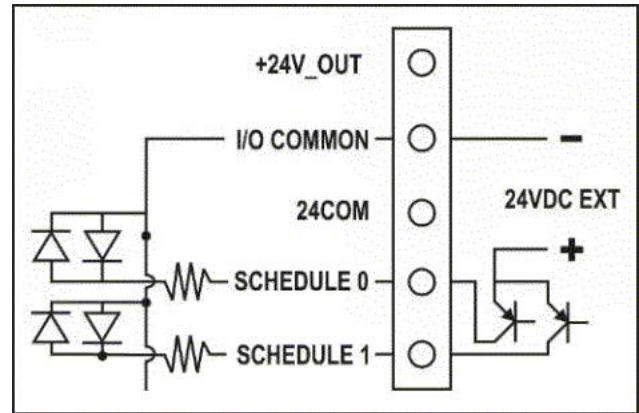 +24V_OUT
I/O COMMON
-
24COM
24VDC EXT
+
SCHEDULE 0
SCHEDULE 1